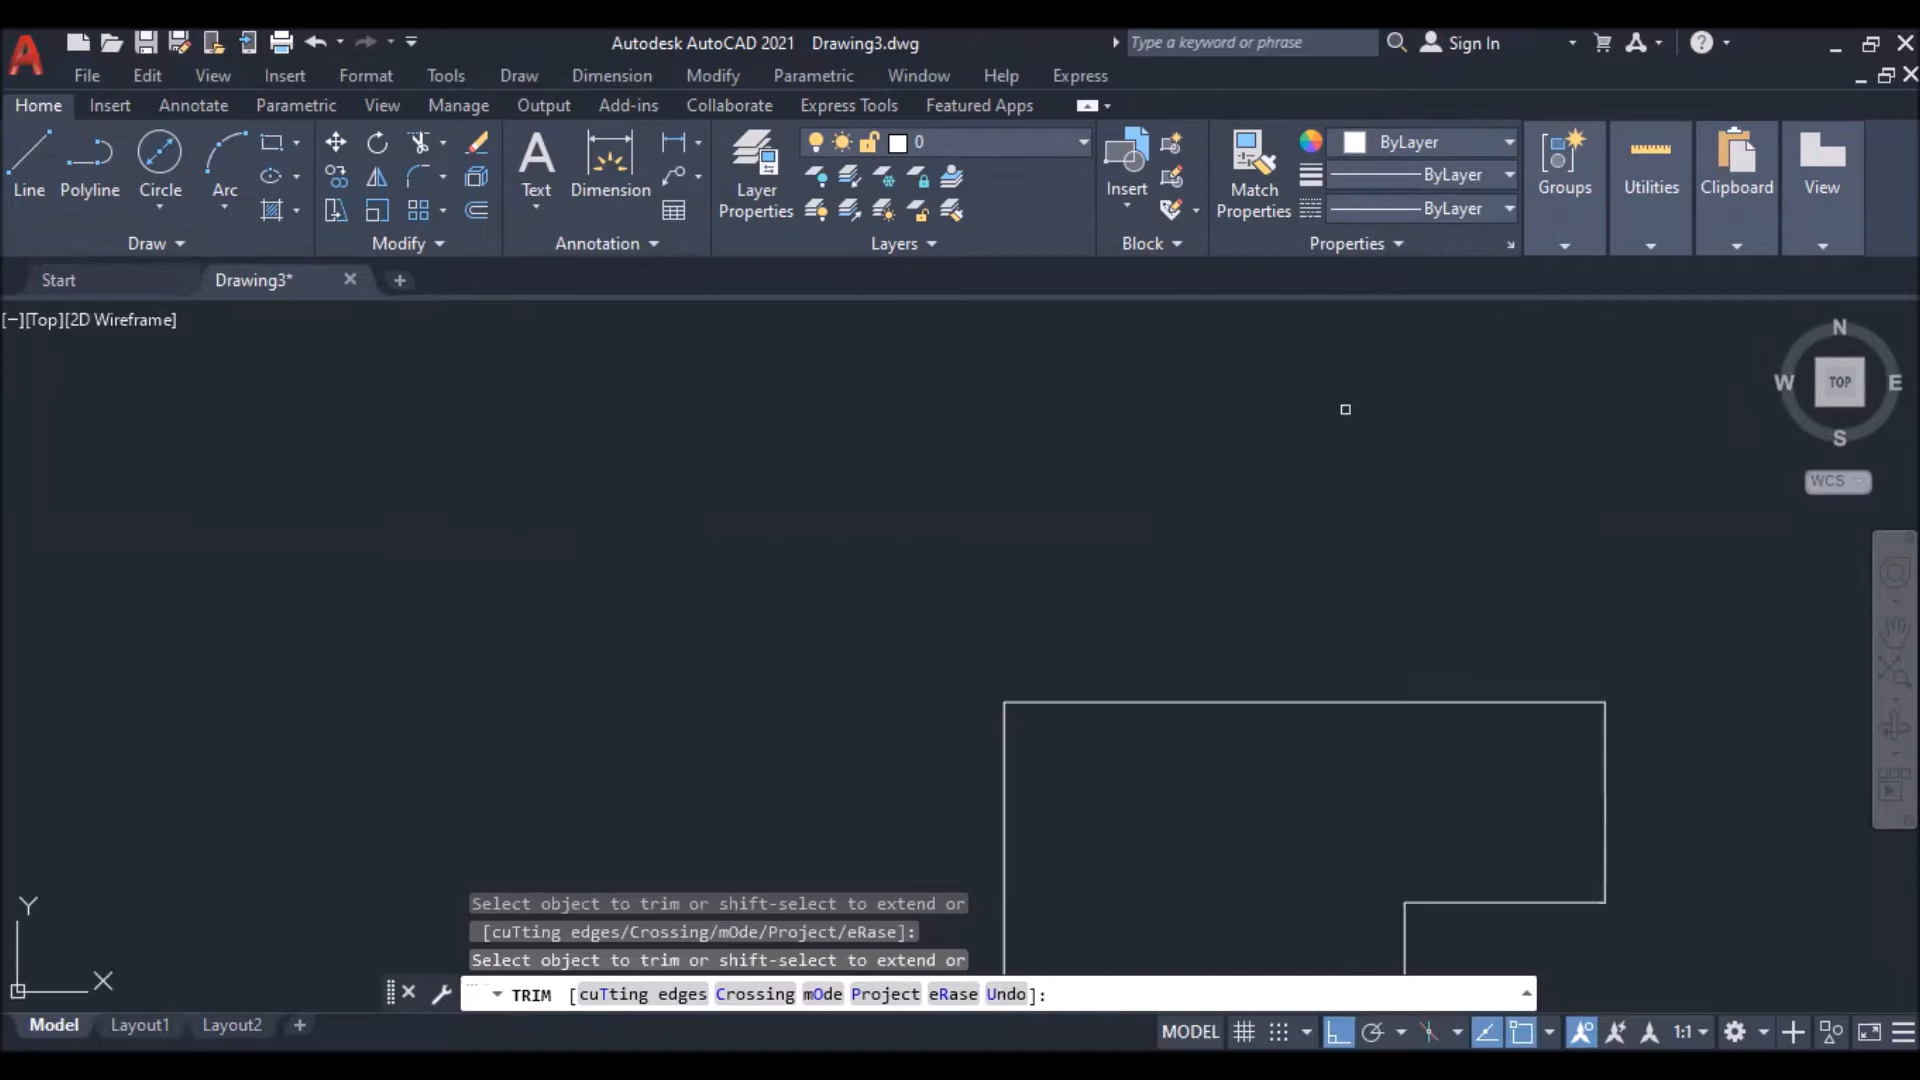 Autodesk AutoCAD 2021 Drawing3.dwg Type a keyword or phrase Sign In
File Edit View Insert Format Tools Draw Dimension Modify Parametric Window Help Express
Home Insert Annotate Parametric View Manage Output Add-ins Collaborate Express Tools Featured Apps
0 ByLayer
ByLayer
ByLayer
Line Polyline Circle Arc Text Dimension Layer Properties Insert Match Properties Groups Utilities Clipboard View
Draw Modify Annotation Layers Block Properties
Start Drawing3*
[−][Top][2D Wireframe]
N
W TOP E
S
WCS
Y
X
Select object to trim or shift-select to extend or
[cuTting edges/Crossing/mOde/Project/eRase]:
Select object to trim or shift-select to extend or
TRIM [cuTting edges Crossing mOde Project eRase Undo]:
Model Layout1 Layout2
MODEL 1:1